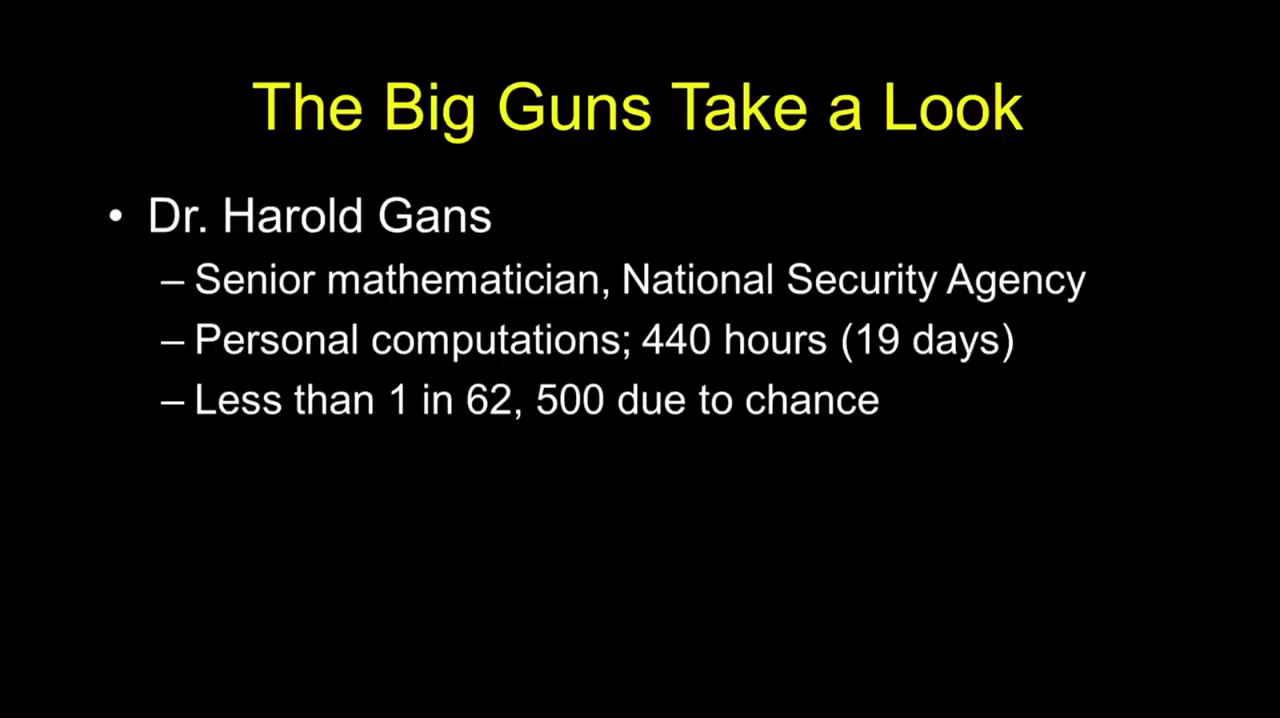 The Big Guns Take a Look
• Dr. Harold Gans
– Senior mathematician, National Security Agency
– Personal computations; 440 hours (19 days)
– Less than 1 in 62, 500 due to chance